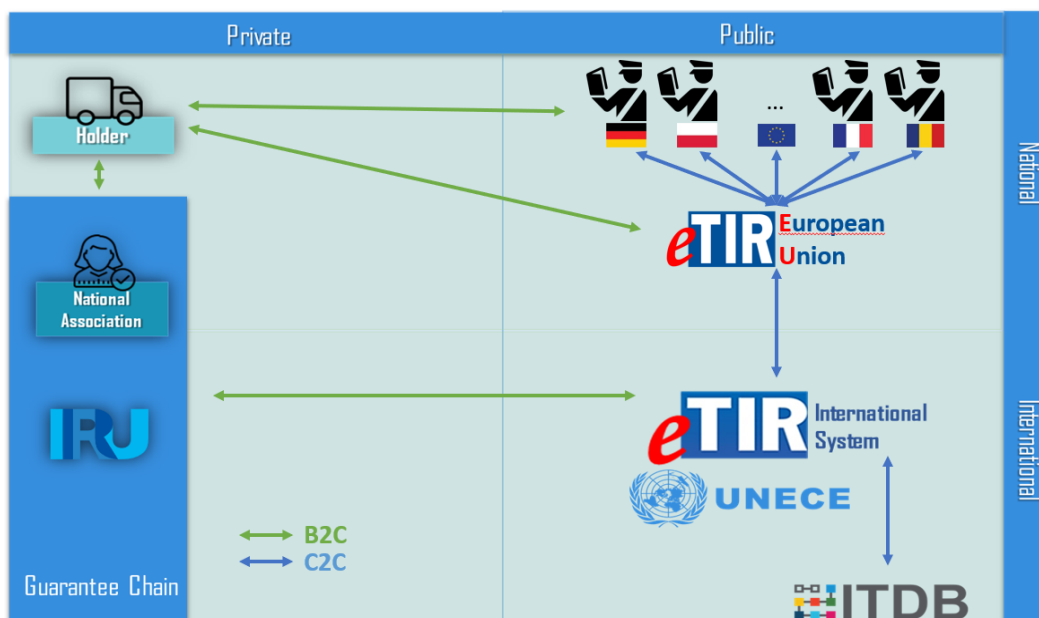 Private
Public
Holder
...
National
eTIR
European
Union
National
Association
IRU
eTIR
International
System
UNECE
International
B2C
C2C
Guarantee Chain
ITDB